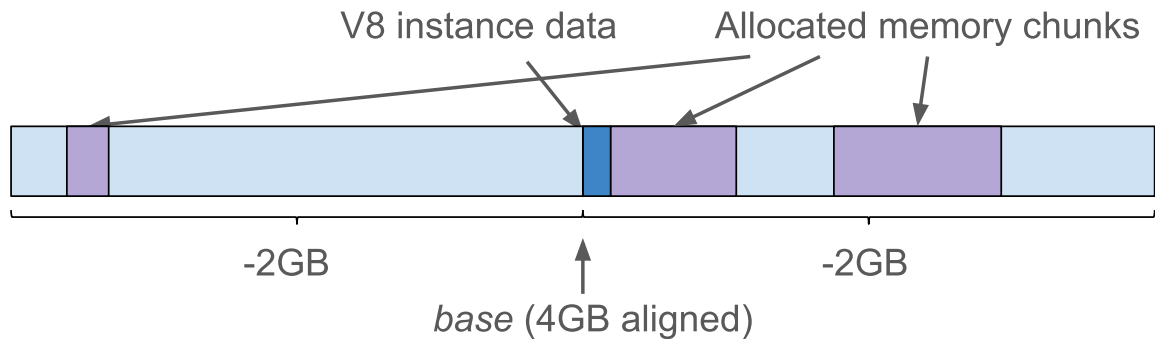 V8 instance data
Allocated memory chunks
-2GB
-2GB
base (4GB aligned)